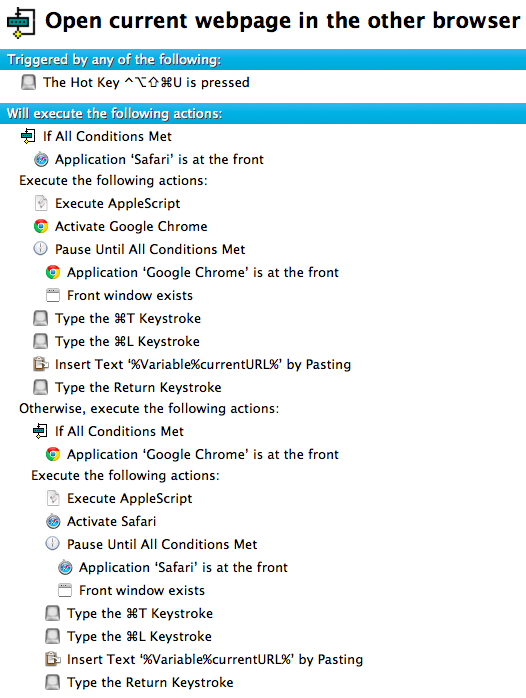 Open current webpage in the other browser
Triggered by any of the following:
The Hot Key ^⌥⇧⌘U is pressed
Will execute the following actions:
If All Conditions Met
Application ‘Safari’ is at the front
Execute the following actions:
Execute AppleScript
Activate Google Chrome
Pause Until All Conditions Met
Application ‘Google Chrome’ is at the front
Front window exists
Type the ⌘T Keystroke
Type the ⌘L Keystroke
Insert Text ‘%Variable%currentURL%’ by Pasting
Type the Return Keystroke
Otherwise, execute the following actions:
If All Conditions Met
Application ‘Google Chrome’ is at the front
Execute the following actions:
Execute AppleScript
Activate Safari
Pause Until All Conditions Met
Application ‘Safari’ is at the front
Front window exists
Type the ⌘T Keystroke
Type the ⌘L Keystroke
Insert Text ‘%Variable%currentURL%’ by Pasting
Type the Return Keystroke